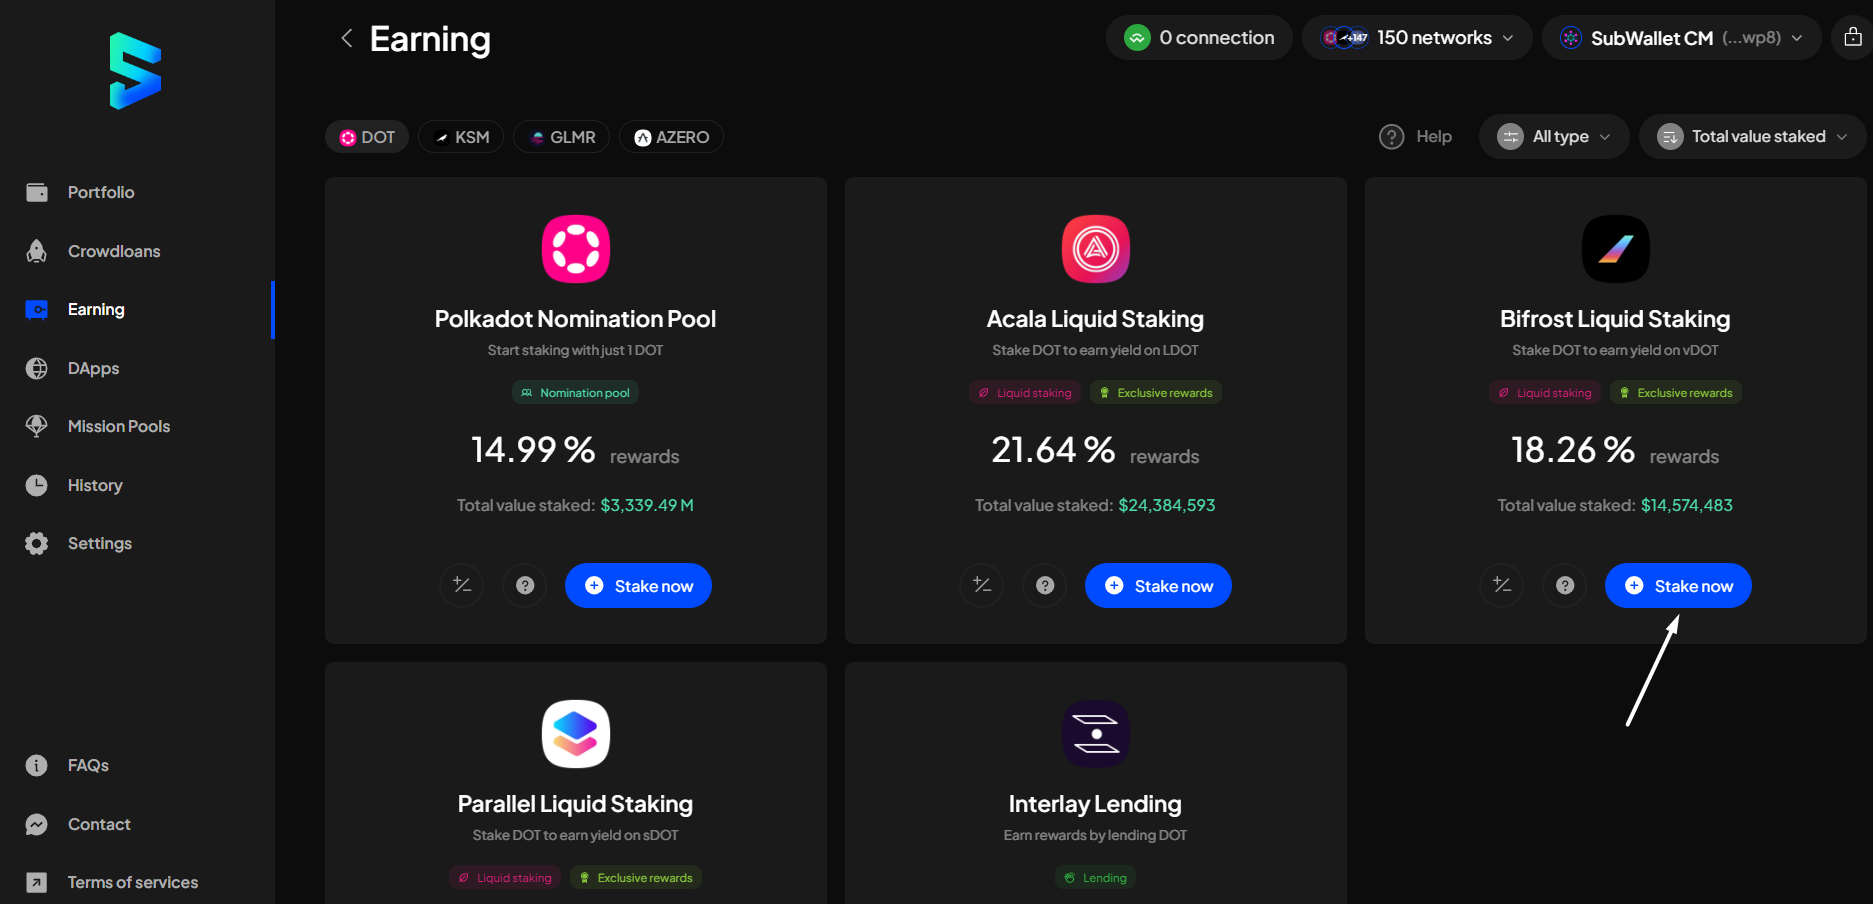 Earning
0 connection
+147 150 networks
SubWallet CM (...wp8)
DOT
KSM
GLMR
AZERO
Help
All type
Total value staked
Portfolio
Crowdloans
Earning
DApps
Mission Pools
History
Settings
FAQs
Contact
Terms of services
Polkadot Nomination Pool
Start staking with just 1 DOT
Nomination pool
14.99 % rewards
Total value staked: $3,339.49 M
Stake now
Acala Liquid Staking
Stake DOT to earn yield on LDOT
Liquid staking Exclusive rewards
21.64 % rewards
Total value staked: $24,384,593
Stake now
Bifrost Liquid Staking
Stake DOT to earn yield on vDOT
Liquid staking Exclusive rewards
18.26 % rewards
Total value staked: $14,574,483
Stake now
Parallel Liquid Staking
Stake DOT to earn yield on sDOT
Liquid staking Exclusive rewards
Interlay Lending
Earn rewards by lending DOT
Lending